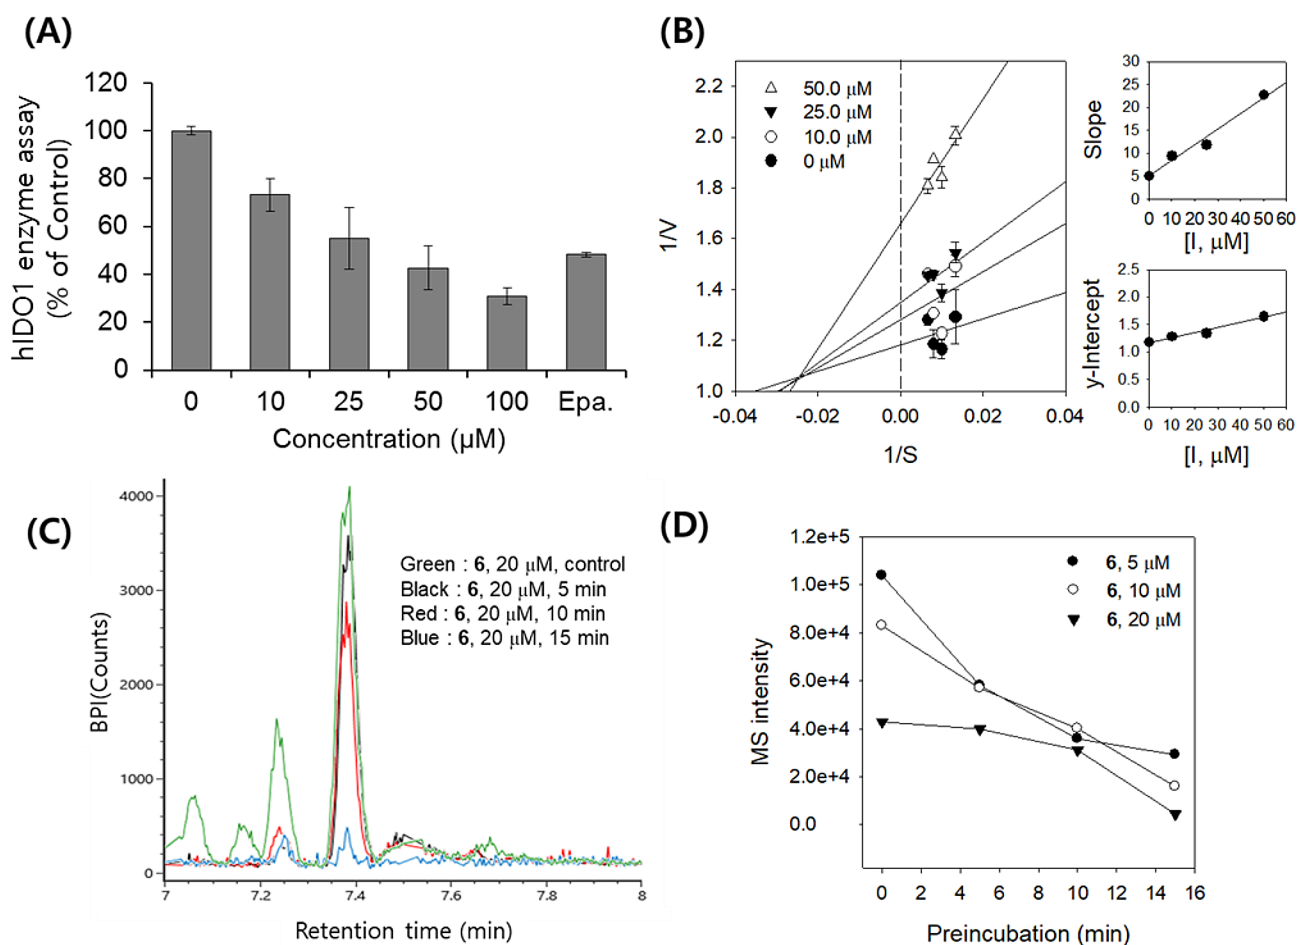 (A)
120
100
80
60
40
20
0
hIDO1 enzyme assay
(% of Control)
0 10 25 50 100 Epa.
Concentration (μM)
(B)
2.2
2.0
1.8
1.6
1.4
1.2
1.0
1/V
50.0 μM
25.0 μM
10.0 μM
0 μM
-0.04 -0.02 0.00 0.02 0.04
1/S
30
25
20
15
10
5
0
Slope
0 10 20 30 40 50 60
[I, μM]
2.5
2.0
1.5
1.0
0.5
0.0
y-Intercept
0 10 20 30 40 50 60
[I, μM]
(C)
4000
3000
2000
1000
0
BPI(Counts)
Green : 6, 20 μM, control
Black : 6, 20 μM, 5 min
Red : 6, 20 μM, 10 min
Blue : 6, 20 μM, 15 min
7 7.2 7.4 7.6 7.8 8
Retention time (min)
(D)
1.2e+5
1.0e+5
8.0e+4
6.0e+4
4.0e+4
2.0e+4
0.0
MS intensity
6, 5 μM
6, 10 μM
6, 20 μM
0 2 4 6 8 10 12 14 16
Preincubation (min)